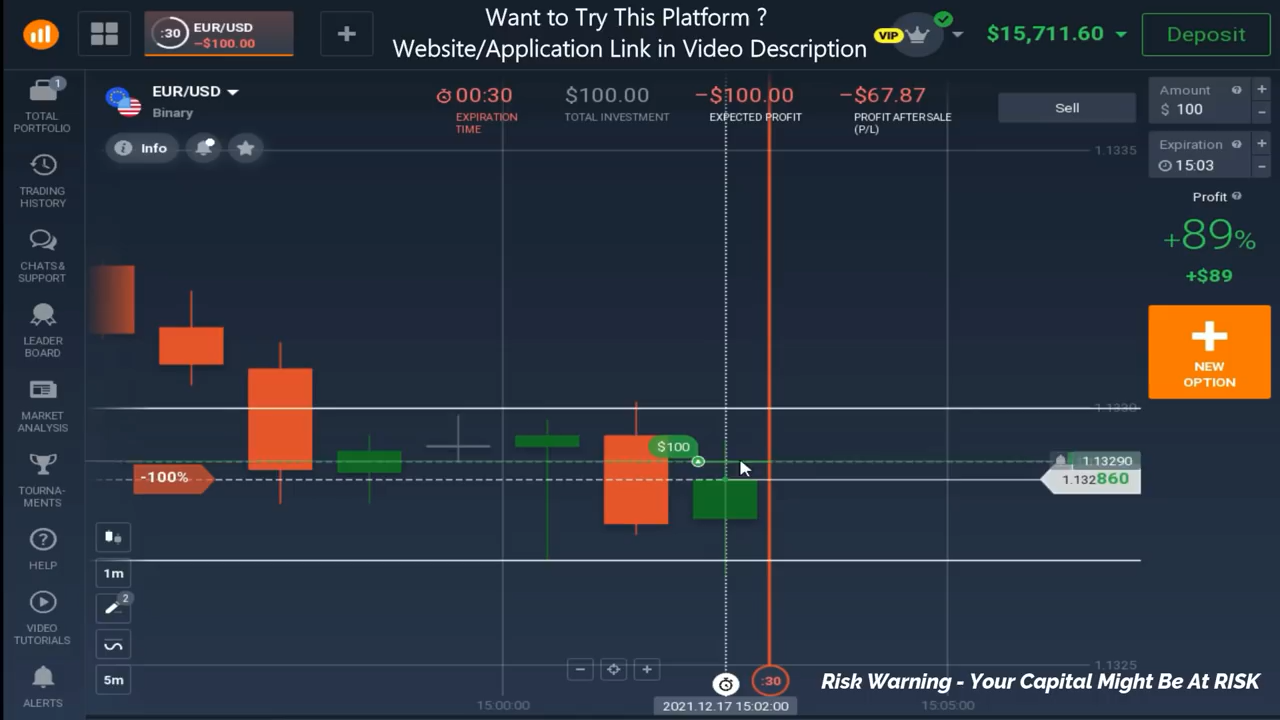 Want to Try This Platform ?
Website/Application Link in Video Description
:30
EUR/USD
−$100.00
VIP
$15,711.60
Deposit
1
TOTAL
PORTFOLIO
TRADING
HISTORY
CHATS &
SUPPORT
LEADER
BOARD
MARKET
ANALYSIS
TOURNA-
MENTS
HELP
VIDEO
TUTORIALS
ALERTS
EUR/USD
Binary
Info
00:30
EXPIRATION
TIME
$100.00
TOTAL INVESTMENT
−$100.00
EXPECTED PROFIT
−$67.87
PROFIT AFTER SALE
(P/L)
Sell
1.1335
1.1330
$100
-100%
1.13290
1.132860
1m
2
5m
1.1325
:30
15:00:00
2021.12.17 15:02:00
15:05:00
Amount
$ 100
+
−
Expiration
15:03
+
−
Profit
+89%
+$89
NEW
OPTION
Risk Warning - Your Capital Might Be At RISK